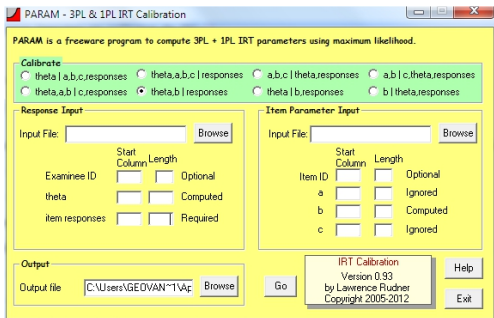 PARAM - 3PL & 1PL IRT Calibration
PARAM is a freeware program to compute 3PL + 1PL IRT parameters using maximum likelihood.
Calibrate
theta | a,b,c,responses theta,a,b,c | responses a,b,c | theta,responses a,b | c,theta,responses
theta,a,b | c,responses theta,b | responses theta | b,responses b | theta,responses
Response Input
Input File: Browse
Start Column Length
Examinee ID Optional
theta Computed
item responses Required
Item Parameter Input
Input File: Browse
Start Column Length
Item ID Optional
a Ignored
b Computed
c Ignored
Output
Output file C:\Users\GEOVAN~1\Ap Browse
Go
IRT Calibration
Version 0.93
by Lawrence Rudner
Copyright 2005-2012
Help
Exit